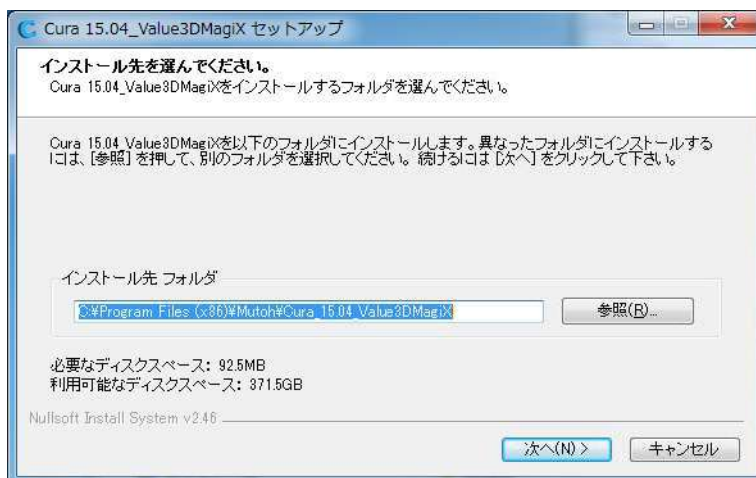 Cura 15.04_Value3DMagiX セットアップ
インストール先を選んでください。
Cura 15.04_Value3DMagiXをインストールするフォルダを選んでください。
Cura 15.04_Value3DMagiXを以下のフォルダにインストールします。異なったフォルダにインストールする
には、[参照] を押して、別のフォルダを選択してください。続けるには [次へ] をクリックして下さい。
インストール先 フォルダ
C:¥Program Files (x86)¥Mutoh¥Cura_15.04_Value3DMagiX
参照(R)...
必要なディスクスペース: 92.5MB
利用可能なディスクスペース: 371.5GB
Nullsoft Install System v2.46
次へ(N) >
キャンセル